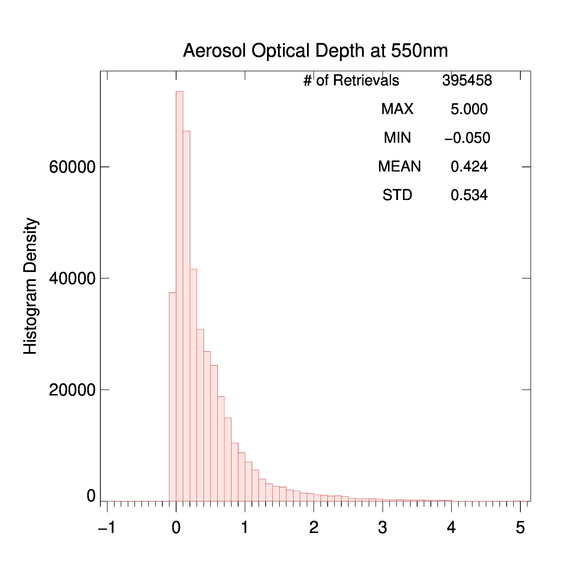 Aerosol Optical Depth at 550nm
# of Retrievals 395458
MAX 5.000
MIN −0.050
MEAN 0.424
STD 0.534
Histogram Density
60000
40000
20000
0
−1 0 1 2 3 4 5